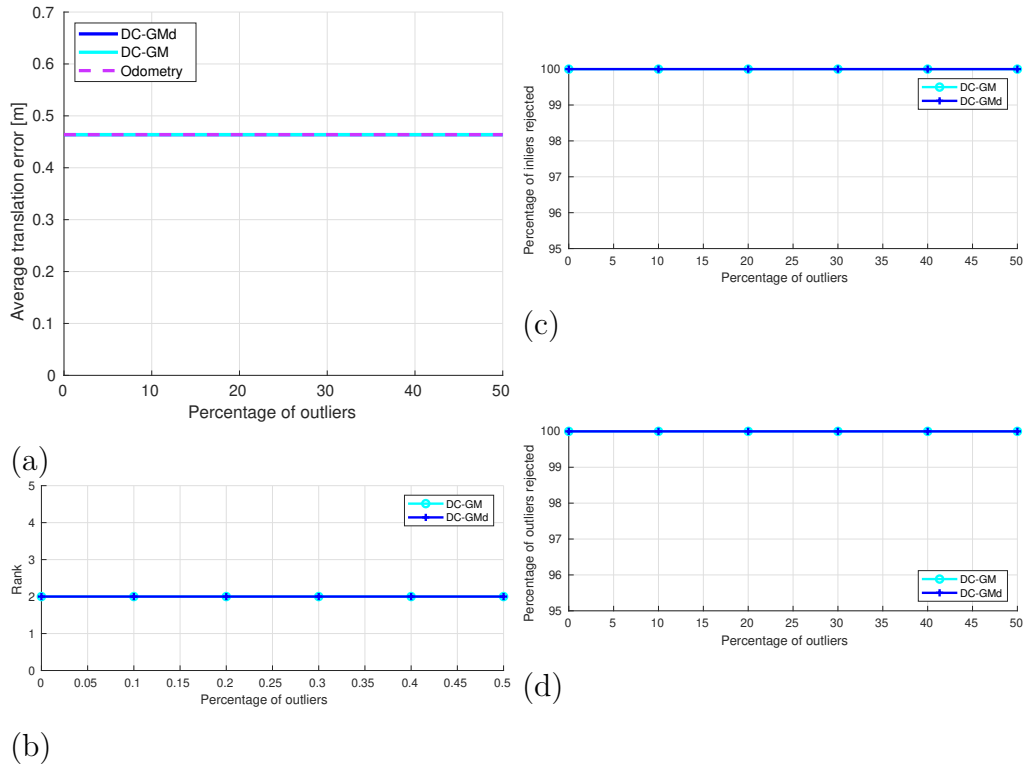 0.7
0.6
0.5
0.4
0.3
0.2
0.1
0
Average translation error [m]
DC-GMd
DC-GM
Odometry
0 10 20 30 40 50
Percentage of outliers
(a)
5
4
3
2
1
0
Rank
DC-GM
DC-GMd
0 0.05 0.1 0.15 0.2 0.25 0.3 0.35 0.4 0.45 0.5
Percentage of outliers
(b)
100
99
98
97
96
95
Percentage of inliers rejected
DC-GM
DC-GMd
0 5 10 15 20 25 30 35 40 45 50
Percentage of outliers
(c)
100
99
98
97
96
95
Percentage of outliers rejected
DC-GM
DC-GMd
0 5 10 15 20 25 30 35 40 45 50
Percentage of outliers
(d)